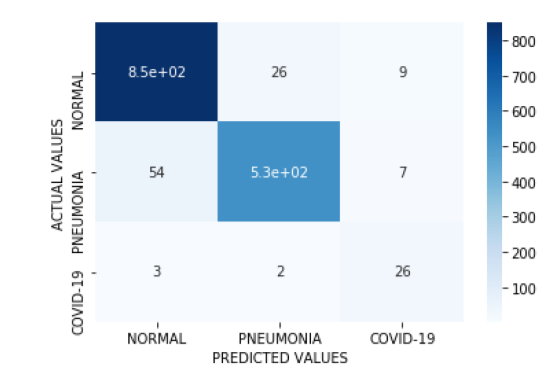 ACTUAL VALUES
NORMAL
8.5e+02 26 9
PNEUMONIA
54 5.3e+02 7
COVID-19
3 2 26
NORMAL PNEUMONIA COVID-19
PREDICTED VALUES
800
700
600
500
400
300
200
100